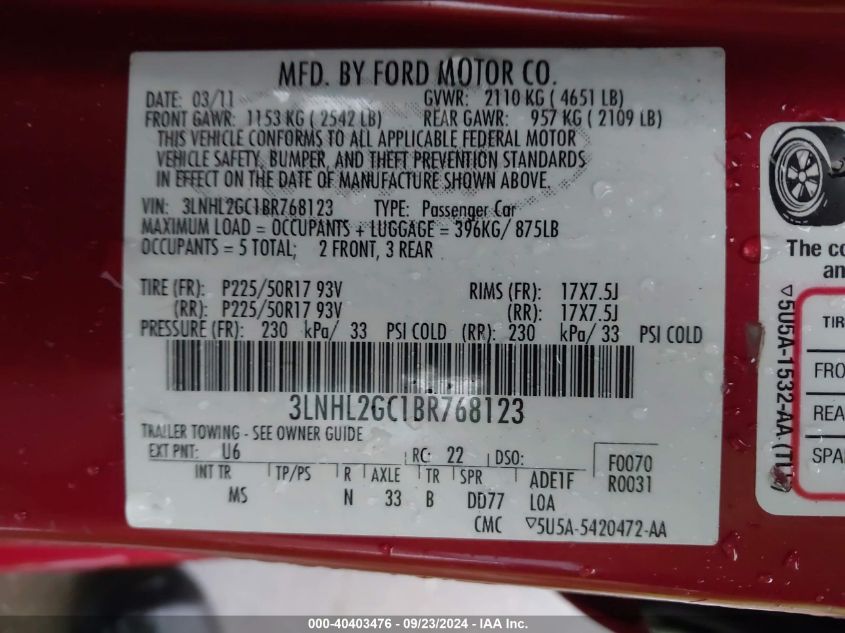 MFD. BY FORD MOTOR CO.
DATE: 03/11 GVWR: 2110 KG ( 4651 LB)
FRONT GAWR: 1153 KG ( 2542 LB) REAR GAWR: 957 KG ( 2109 LB)
THIS VEHICLE CONFORMS TO ALL APPLICABLE FEDERAL MOTOR
VEHICLE SAFETY, BUMPER, AND THEFT PREVENTION STANDARDS
IN EFFECT ON THE DATE OF MANUFACTURE SHOWN ABOVE.
VIN: 3LNHL2GC1BR768123 TYPE: Passenger Car
MAXIMUM LOAD = OCCUPANTS + LUGGAGE = 396KG/ 875LB
OCCUPANTS = 5 TOTAL; 2 FRONT, 3 REAR
TIRE (FR): P225/50R17 93V RIMS (FR): 17X7.5J
(RR): P225/50R17 93V (RR): 17X7.5J
PRESSURE (FR): 230 kPa/ 33 PSI COLD (RR): 230 kPa/ 33 PSI COLD
3LNHL2GC1BR768123
TRAILER TOWING - SEE OWNER GUIDE
EXT PNT: U6 RC: 22 DSO: F0070
INT TR TP/PS R AXLE TR SPR ADE1F R0031
MS N 33 B DD77 LOA
CMC ▽5U5A-5420472-AA
The co
an
▽5U5A-1532-AA (TU
TIR
FRO
REA
SPA
000-40403476 - 09/23/2024 - IAA Inc.